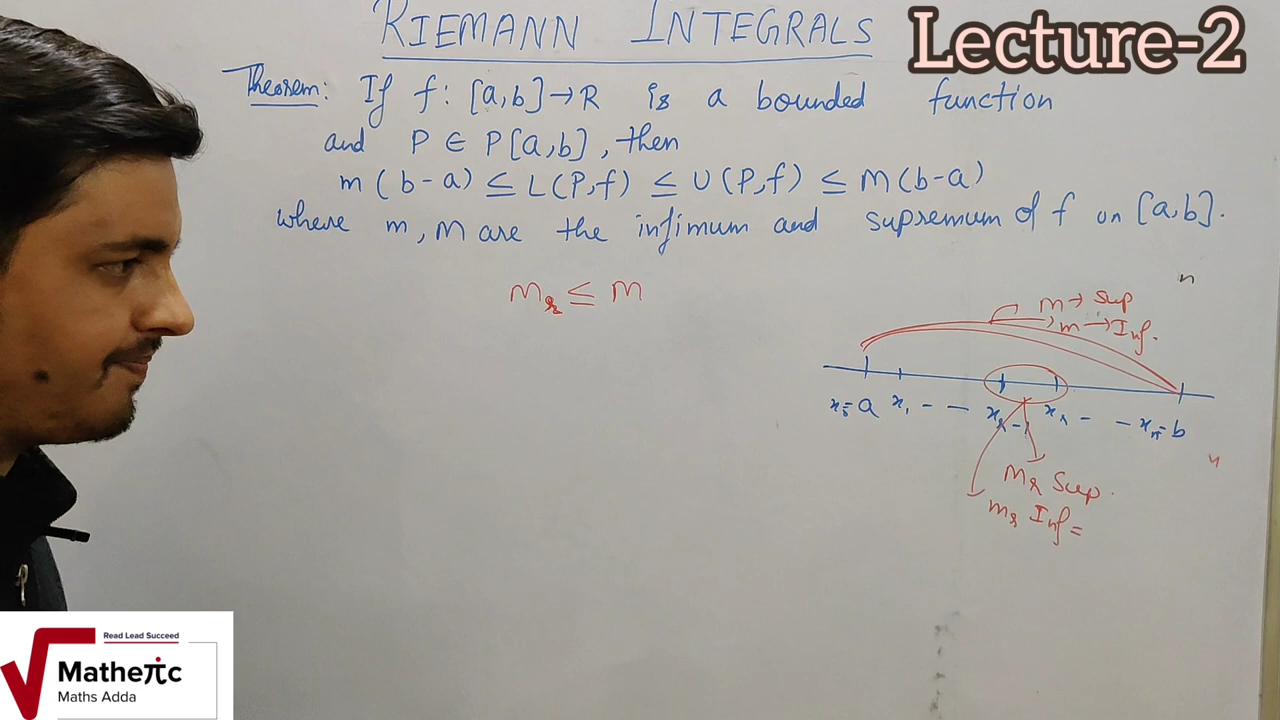 RIEMANN INTEGRALS
Lecture-2
Theorem: If f: [a,b]→R is a bounded function
and P ∈ P[a,b], then
m(b-a) ≤ L(P,f) ≤ U(P,f) ≤ M(b-a)
where m, M are the infimum and supremum of f on [a,b].
Mr ≤ M
n
M → Sup
m → Inf.
x₀=a x₁ - - xr-1 xr - - xn=b
Mr Sup.
mr Inf =
Read Lead Succeed
Matheπc
Maths Adda